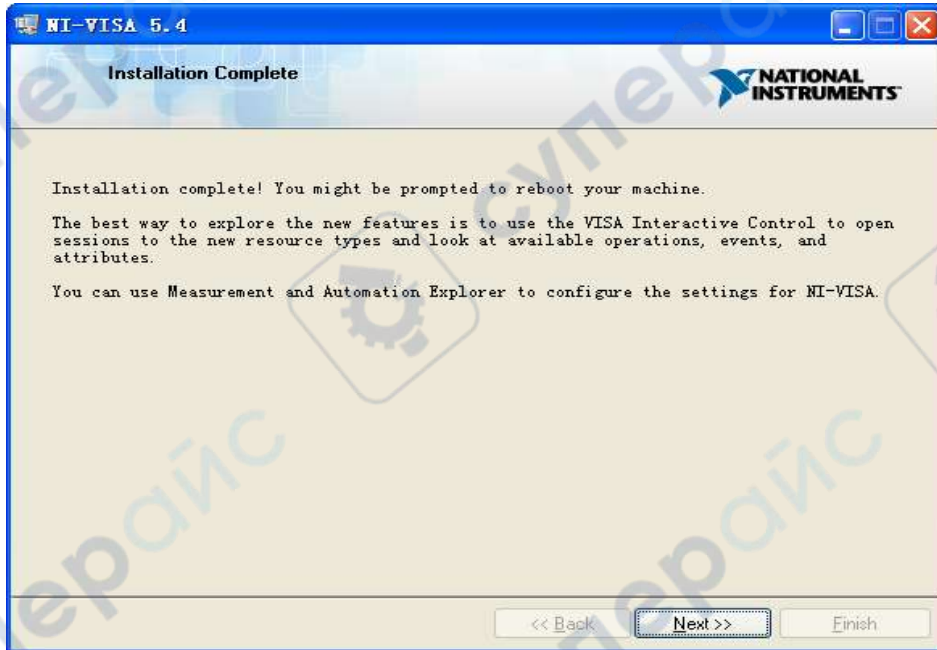 NI-VISA 5.4
Installation Complete
NATIONAL
INSTRUMENTS™
Installation complete! You might be prompted to reboot your machine.
The best way to explore the new features is to use the VISA Interactive Control to open
sessions to the new resource types and look at available operations, events, and
attributes.
You can use Measurement and Automation Explorer to configure the settings for NI-VISA.
<< Back
Next >>
Finish